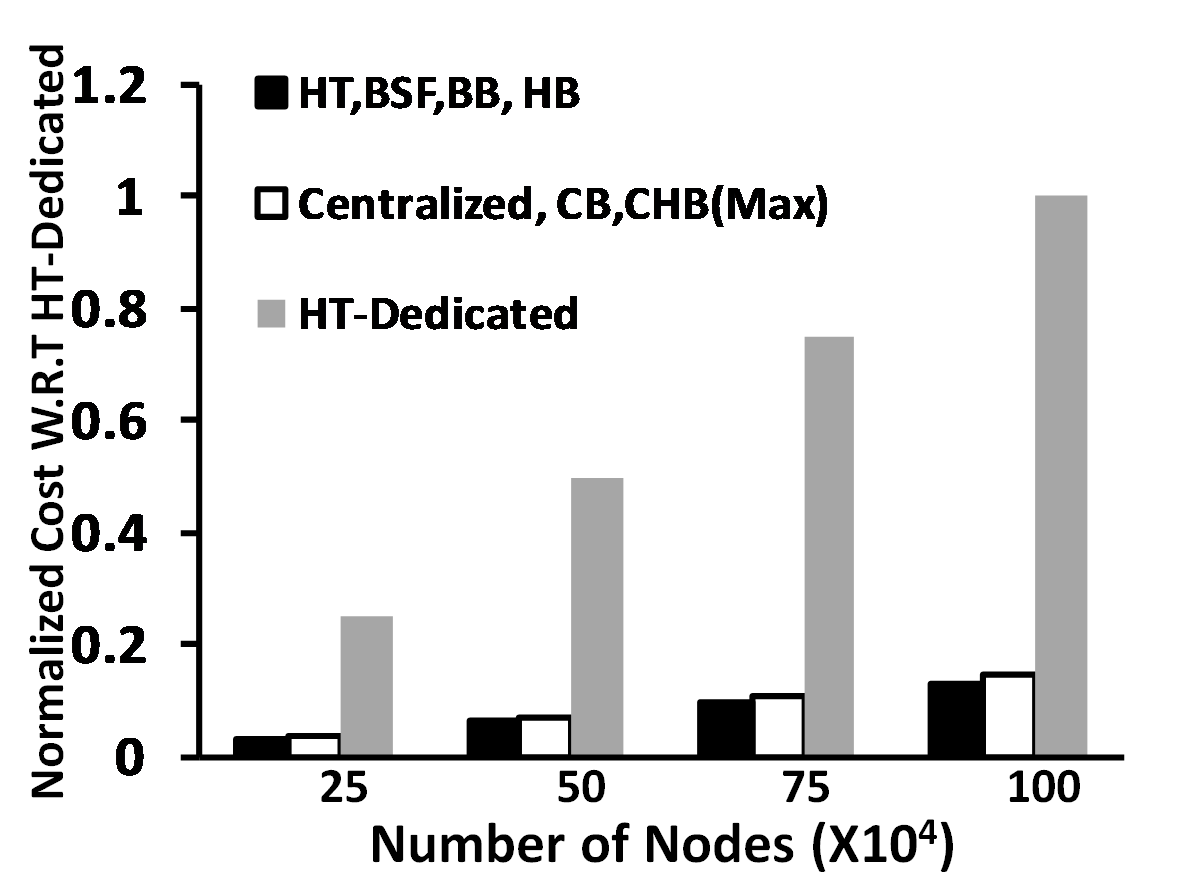 Normalized Cost W.R.T HT-Dedicated
1.2
1
0.8
0.6
0.4
0.2
0
HT,BSF,BB, HB
Centralized, CB,CHB(Max)
HT-Dedicated
25 50 75 100
Number of Nodes (X10⁴)